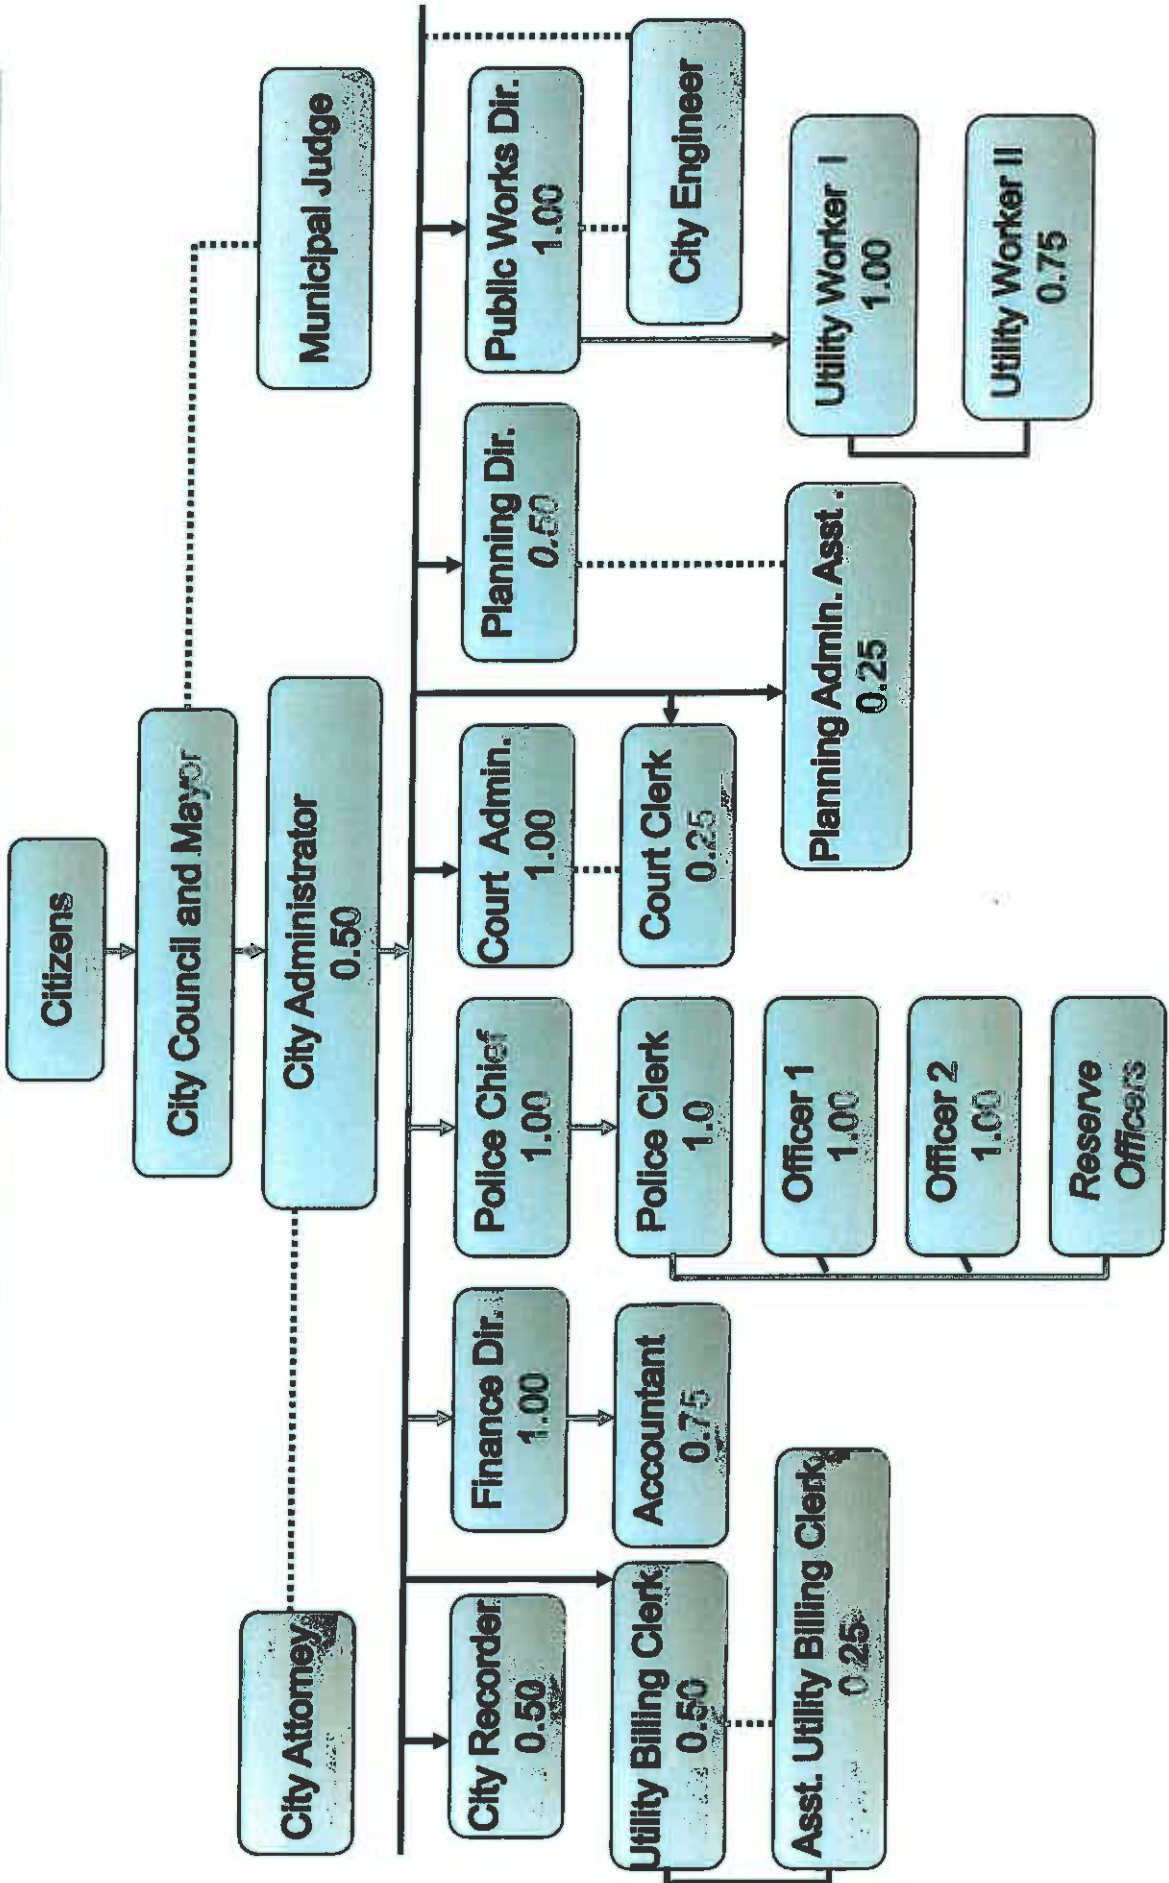 Citizens
City Council and Mayor
City Administrator
0.50
City Attorney
Municipal Judge
City Recorder
0.50
Finance Dir.
1.00
Police Chief
1.00
Court Admin.
1.00
Planning Dir.
0.50
Public Works Dir.
1.00
Utility Billing Clerk
0.50
Accountant
0.75
Police Clerk
1.0
Court Clerk
0.25
City Engineer
Asst. Utility Billing Clerk
0.25
Officer 1
1.00
Planning Admin. Asst.
0.25
Utility Worker I
1.00
Officer 2
1.00
Utility Worker II
0.75
Reserve
Officers